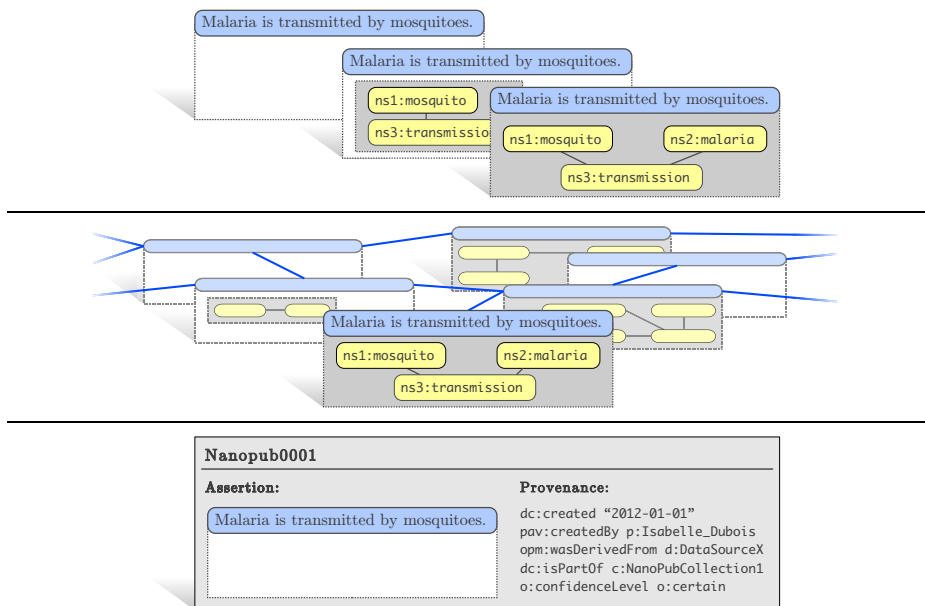 Malaria is transmitted by mosquitoes.
Malaria is transmitted by mosquitoes.
ns1:mosquito
ns3:transmission
Malaria is transmitted by mosquitoes.
ns1:mosquito ns2:malaria
ns3:transmission
Malaria is transmitted by mosquitoes.
ns1:mosquito ns2:malaria
ns3:transmission
Nanopub0001
Assertion:
Malaria is transmitted by mosquitoes.
Provenance:
dc:created “2012-01-01”
pav:createdBy p:Isabelle_Dubois
opm:wasDerivedFrom d:DataSourceX
dc:isPartOf c:NanoPubCollection1
o:confidenceLevel o:certain